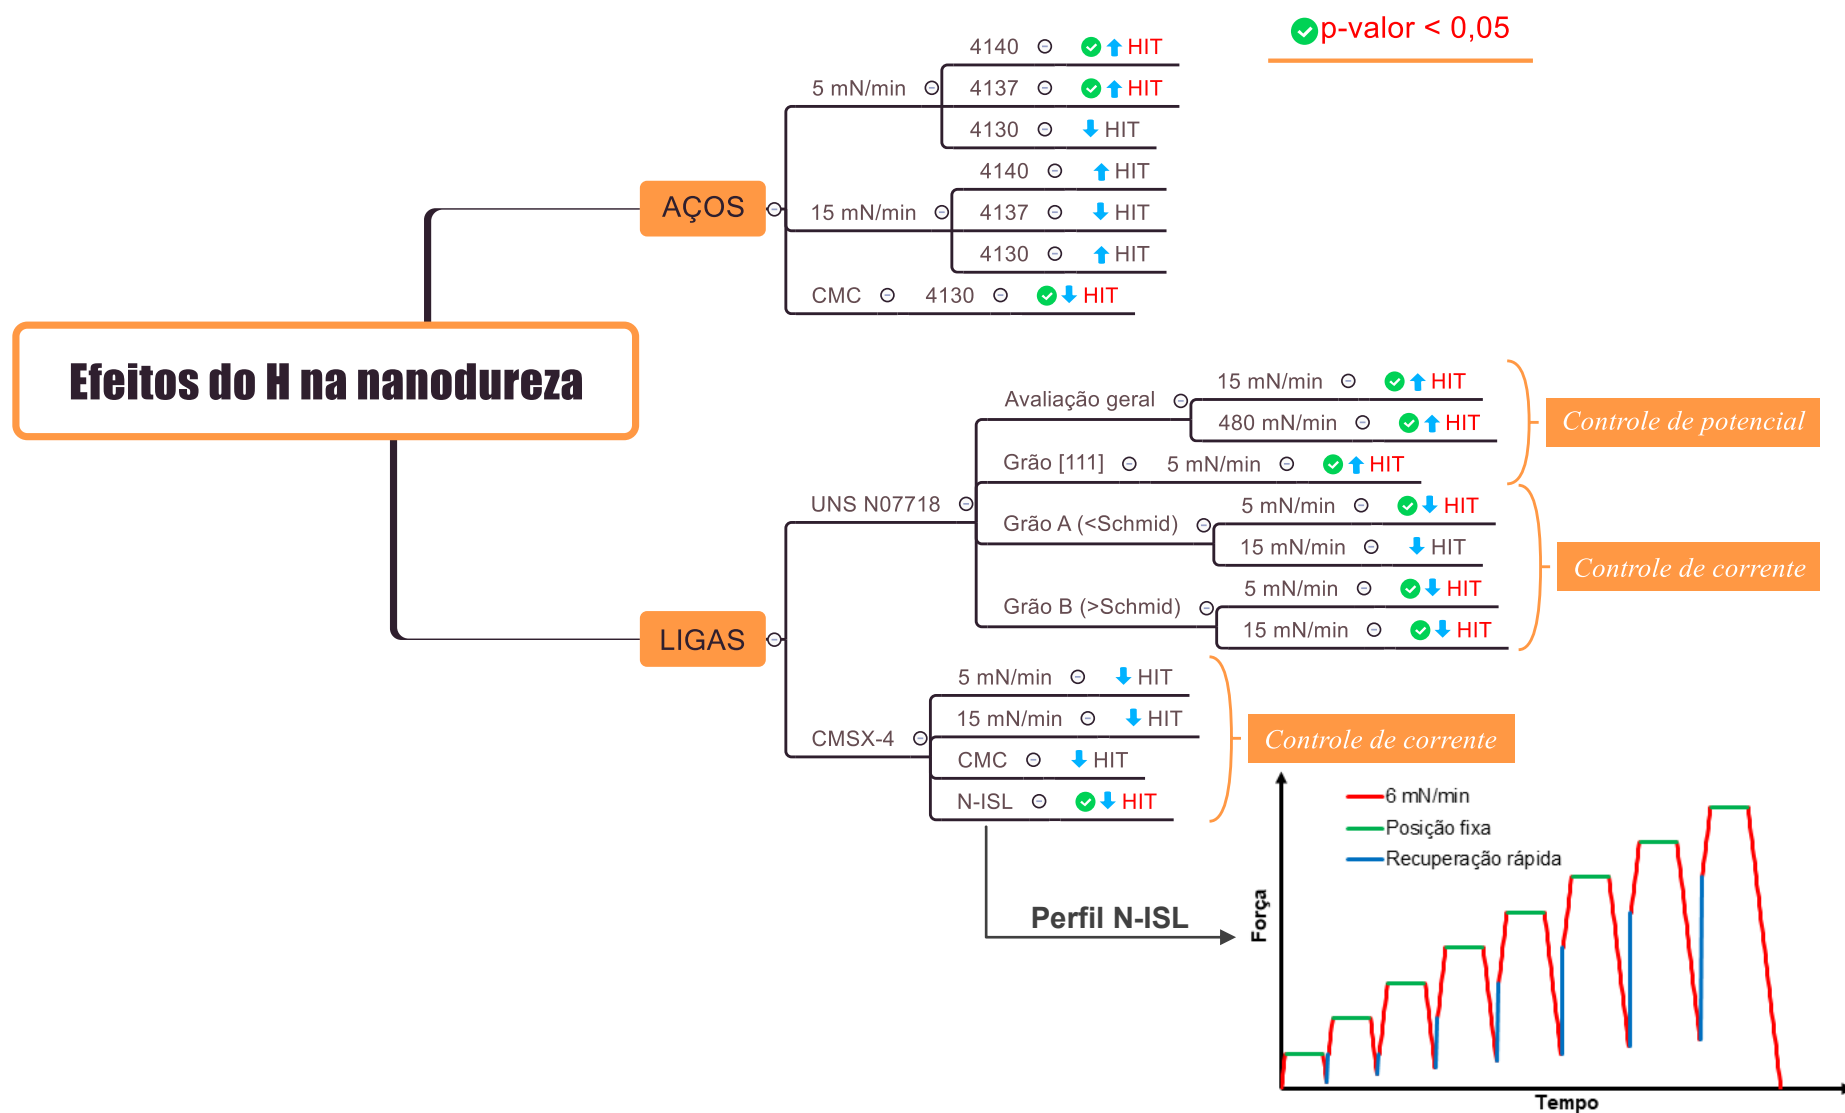 p-valor < 0,05
Efeitos do H na nanodureza
AÇOS
5 mN/min
4140 HIT
4137 HIT
4130 HIT
15 mN/min
4140 HIT
4137 HIT
4130 HIT
CMC 4130 HIT
LIGAS
UNS N07718
Avaliação geral
15 mN/min HIT
480 mN/min HIT
Grão [111] 5 mN/min HIT
Controle de potencial
Grão A (<Schmid)
5 mN/min HIT
15 mN/min HIT
Grão B (>Schmid)
5 mN/min HIT
15 mN/min HIT
Controle de corrente
CMSX-4
5 mN/min HIT
15 mN/min HIT
CMC HIT
N-ISL HIT
Controle de corrente
Perfil N-ISL
6 mN/min
Posição fixa
Recuperação rápida
Força
Tempo